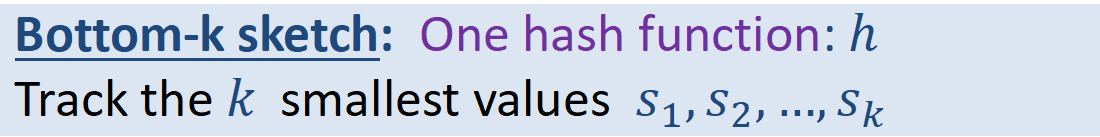 Bottom-k sketch: One hash function: h
Track the k smallest values s₁, s₂, ..., sₖ